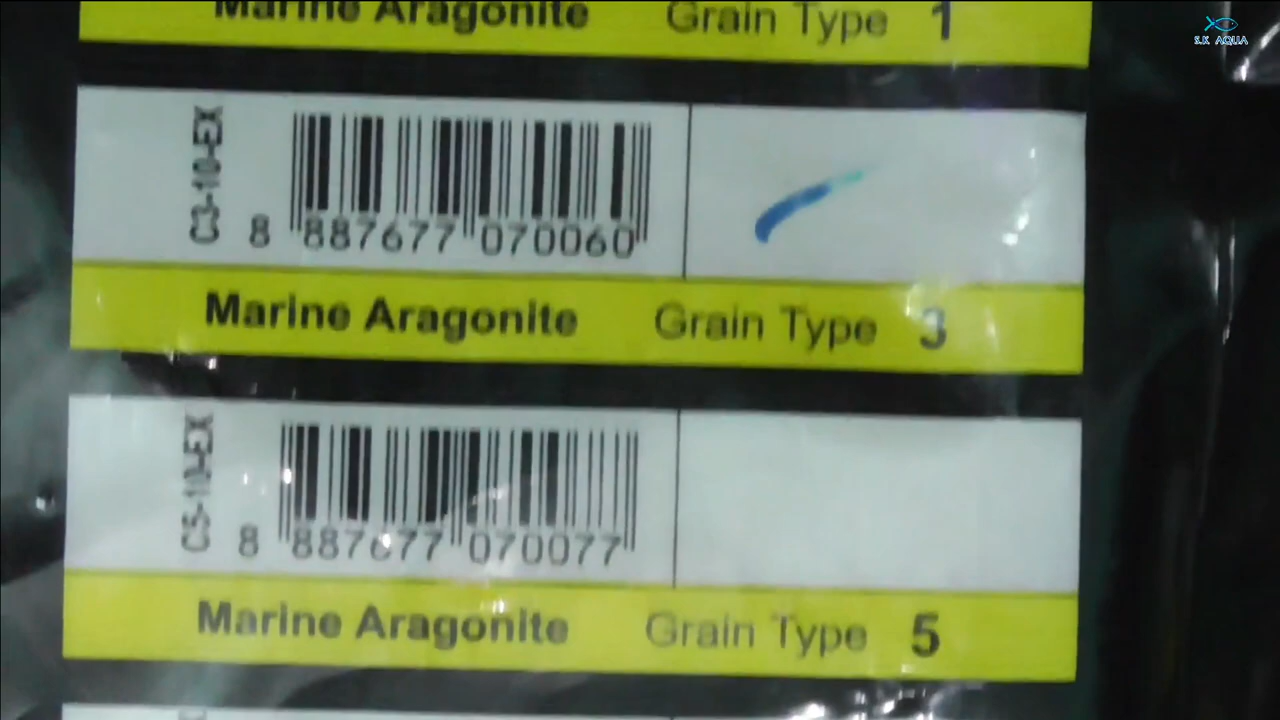 Marine Aragonite Grain Type 1
S.K AQUA
C3-10-EX
8 887677 070060
Marine Aragonite Grain Type 3
C5-10-EX
8 887677 070077
Marine Aragonite Grain Type 5